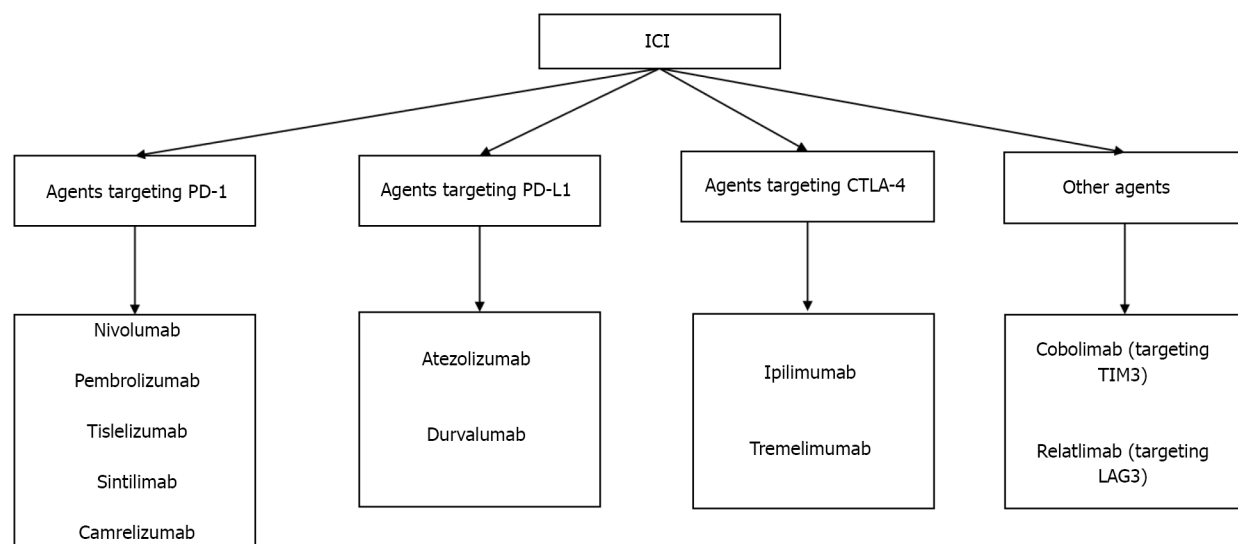 ICI
Agents targeting PD-1
Agents targeting PD-L1
Agents targeting CTLA-4
Other agents
Nivolumab
Pembrolizumab
Tislelizumab
Sintilimab
Camrelizumab
Atezolizumab
Durvalumab
Ipilimumab
Tremelimumab
Cobolimab (targeting
TIM3)
Relatlimab (targeting
LAG3)